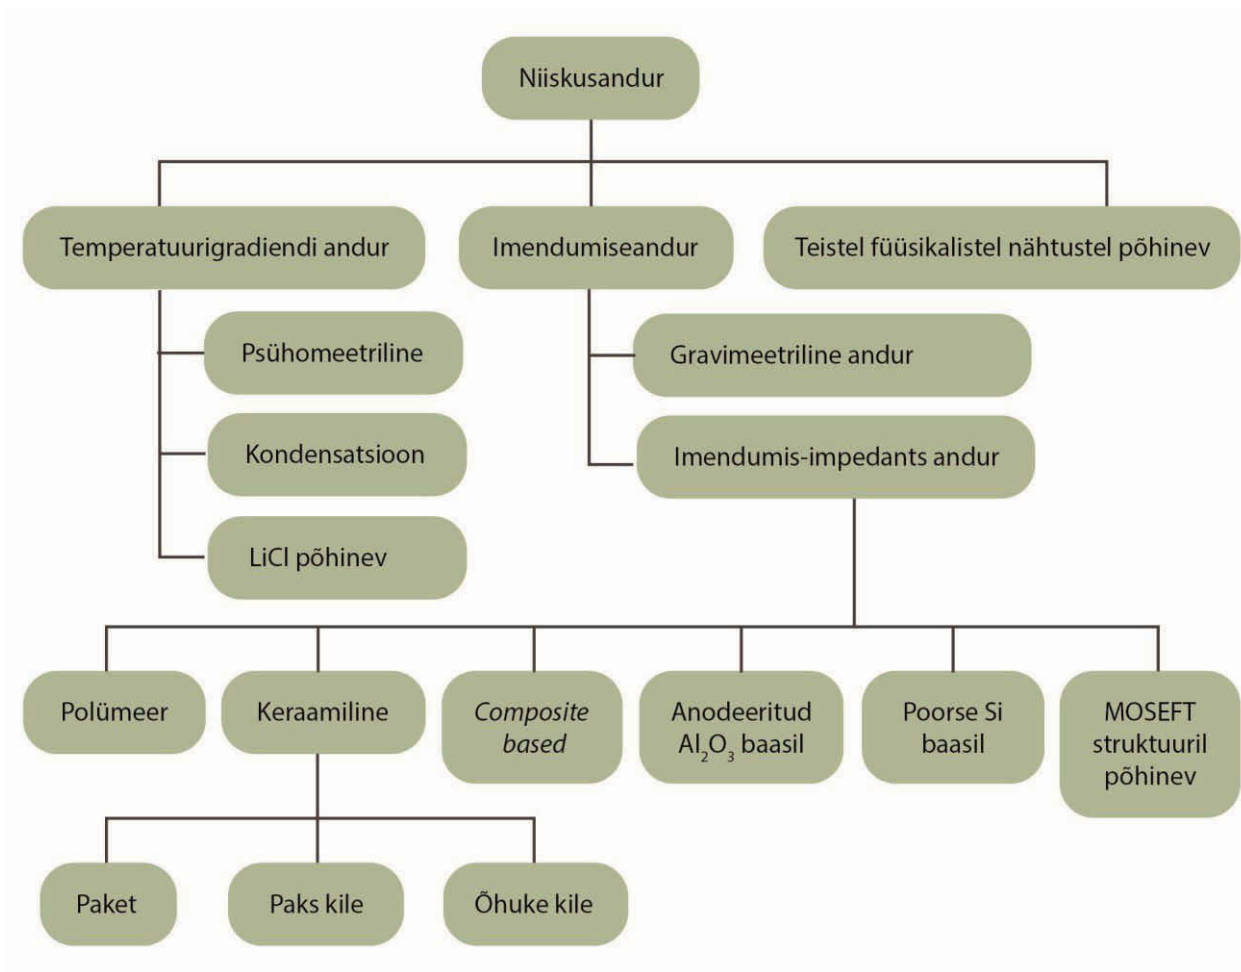 Niiskusandur
Temperatuurigradiendi andur
Imendumiseandur
Teistel füüsikalistel nähtustel põhinev
Psühomeetriline
Gravimeetriline andur
Kondensatsioon
Imendumis-impedants andur
LiCl põhinev
Polümeer
Keraamiline
Composite
based
Anodeeritud
Al₂O₃ baasil
Poorse Si
baasil
MOSEFT
struktuuril
põhinev
Paket
Paks kile
Õhuke kile